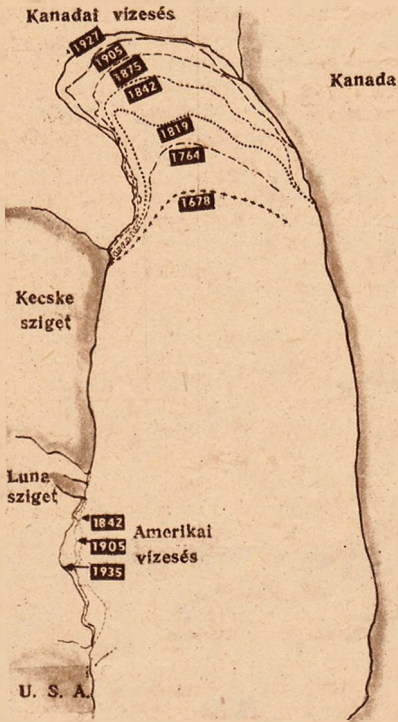 Kanadai vízesés
1927
1905
1875
1842
Kanada
1819
1764
1678
Kecske
sziget
Luna
sziget
1842
1905
1935
Amerikai
vízesés
U. S. A.